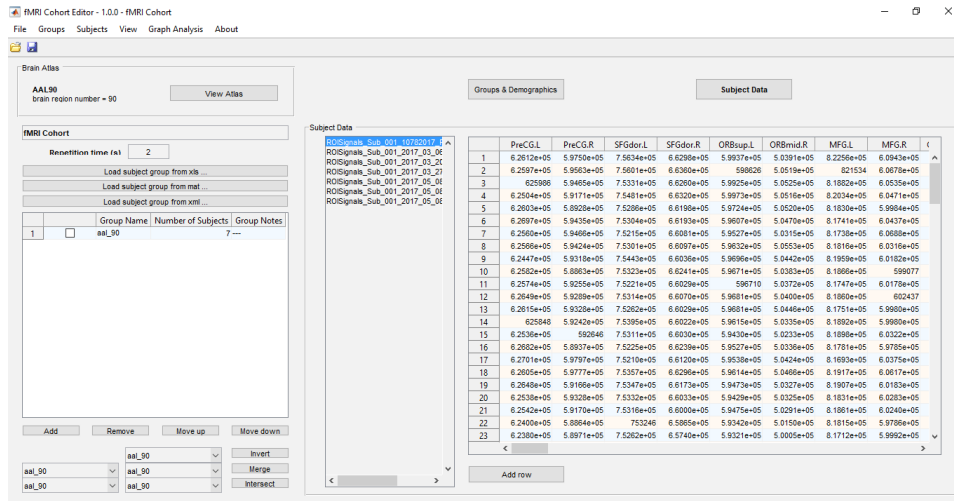 fMRI Cohort Editor - 1.0.0 - fMRI Cohort
File Groups Subjects View Graph Analysis About
Brain Atlas
AAL90
brain region number = 90
View Atlas
Groups & Demographics
Subject Data
fMRI Cohort
Repetition time (s) 2
Load subject group from xls ...
Load subject group from mat ...
Load subject group from xml ...
Group Name Number of Subjects Group Notes
1 aal_90 7 ---
Add Remove Move up Move down
aal_90 Invert
aal_90 aal_90 Merge
aal_90 aal_90 Intersect
Subject Data
ROISignals_Sub_001_10782017_
ROISignals_Sub_001_2017_03_06
ROISignals_Sub_001_2017_03_20
ROISignals_Sub_001_2017_03_27
ROISignals_Sub_001_2017_05_08
ROISignals_Sub_001_2017_05_08
ROISignals_Sub_001_2017_05_08
PreCG.L PreCG.R SFGdor.L SFGdor.R ORBsup.L ORBmid.R MFG.L MFG.R
1 6.2612e+05 5.9750e+05 7.5634e+05 6.6298e+05 5.9937e+05 5.0391e+05 8.2256e+05 6.0943e+05
2 6.2597e+05 5.9563e+05 7.5601e+05 6.6360e+05 598626 5.0519e+05 821534 6.0678e+05
3 625986 5.9465e+05 7.5331e+05 6.6260e+05 5.9925e+05 5.0525e+05 8.1882e+05 6.0535e+05
4 6.2504e+05 5.9171e+05 7.5481e+05 6.6320e+05 5.9973e+05 5.0516e+05 8.2034e+05 6.0471e+05
5 6.2603e+05 5.8928e+05 7.5286e+05 6.6198e+05 5.9724e+05 5.0520e+05 8.1830e+05 5.9984e+05
6 6.2697e+05 5.9435e+05 7.5304e+05 6.6193e+05 5.9607e+05 5.0470e+05 8.1741e+05 6.0437e+05
7 6.2560e+05 5.9466e+05 7.5215e+05 6.6081e+05 5.9527e+05 5.0315e+05 8.1738e+05 6.0688e+05
8 6.2566e+05 5.9424e+05 7.5301e+05 6.6097e+05 5.9632e+05 5.0553e+05 8.1816e+05 6.0316e+05
9 6.2447e+05 5.9318e+05 7.5443e+05 6.6036e+05 5.9696e+05 5.0442e+05 8.1959e+05 6.0182e+05
10 6.2582e+05 5.8863e+05 7.5323e+05 6.6241e+05 5.9671e+05 5.0383e+05 8.1866e+05 599077
11 6.2574e+05 5.9255e+05 7.5221e+05 6.6029e+05 596710 5.0372e+05 8.1747e+05 6.0178e+05
12 6.2649e+05 5.9289e+05 7.5314e+05 6.6070e+05 5.9681e+05 5.0400e+05 8.1860e+05 602437
13 6.2615e+05 5.9328e+05 7.5262e+05 6.6029e+05 5.9681e+05 5.0446e+05 8.1751e+05 5.9980e+05
14 625848 5.9242e+05 7.5395e+05 6.6022e+05 5.9615e+05 5.0335e+05 8.1892e+05 5.9980e+05
15 6.2536e+05 592646 7.5311e+05 6.6030e+05 5.9430e+05 5.0233e+05 8.1898e+05 6.0322e+05
16 6.2682e+05 5.8937e+05 7.5225e+05 6.6239e+05 5.9527e+05 5.0336e+05 8.1781e+05 5.9785e+05
17 6.2701e+05 5.9797e+05 7.5210e+05 6.6120e+05 5.9538e+05 5.0424e+05 8.1693e+05 6.0375e+05
18 6.2605e+05 5.9777e+05 7.5357e+05 6.6296e+05 5.9614e+05 5.0466e+05 8.1917e+05 6.0617e+05
19 6.2648e+05 5.9166e+05 7.5347e+05 6.6173e+05 5.9473e+05 5.0327e+05 8.1907e+05 6.0183e+05
20 6.2538e+05 5.9328e+05 7.5332e+05 6.6033e+05 5.9429e+05 5.0325e+05 8.1831e+05 6.0283e+05
21 6.2542e+05 5.9170e+05 7.5316e+05 6.6000e+05 5.9475e+05 5.0291e+05 8.1861e+05 6.0240e+05
22 6.2400e+05 5.8864e+05 753246 6.5865e+05 5.9342e+05 5.0150e+05 8.1815e+05 5.9786e+05
23 6.2380e+05 5.8971e+05 7.5262e+05 6.5740e+05 5.9321e+05 5.0005e+05 8.1712e+05 5.9992e+05
Add row